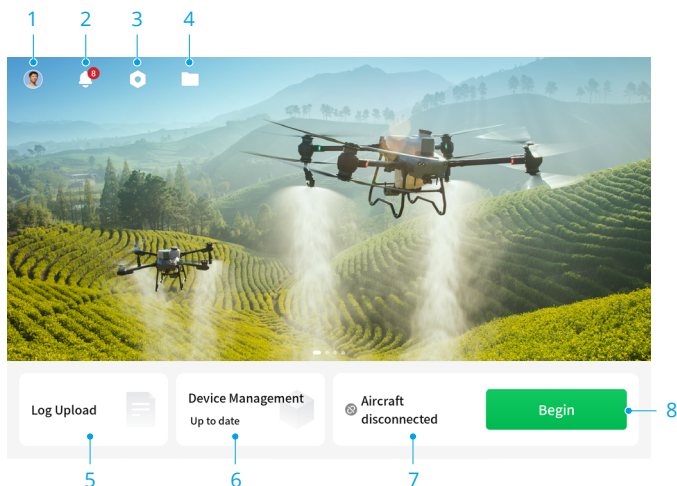 1 2 3 4
8
Log Upload
Device Management
Up to date
Aircraft
disconnected
Begin
8
5 6 7